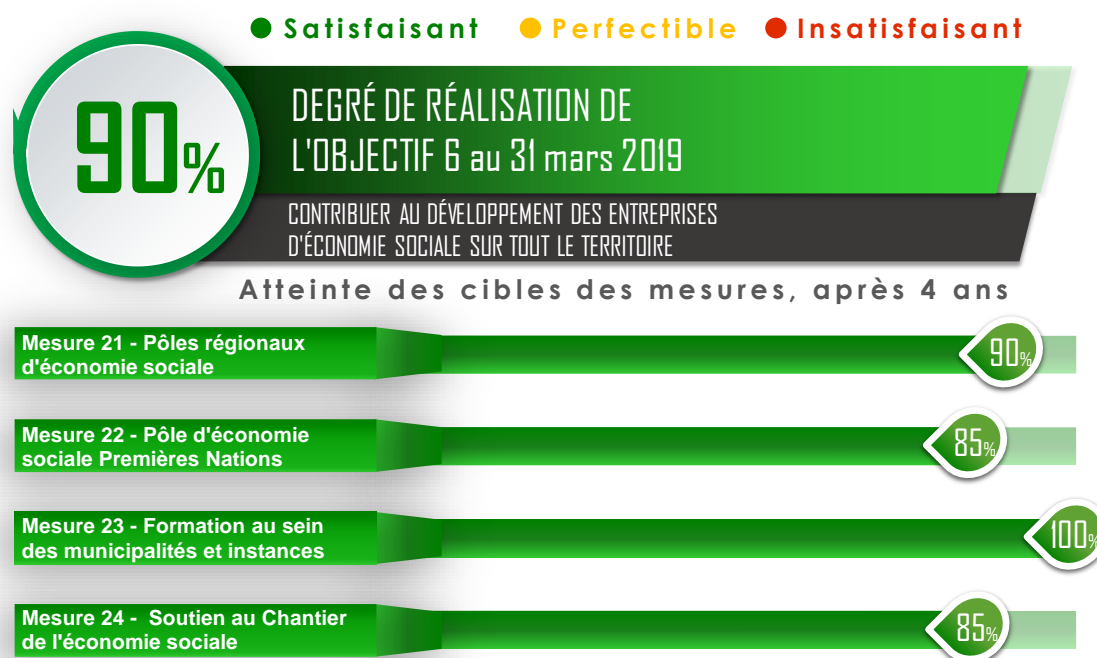 Satisfaisant Perfectible Insatisfaisant
90%
DEGRÉ DE RÉALISATION DE
L'OBJECTIF 6 au 31 mars 2019
CONTRIBUER AU DÉVELOPPEMENT DES ENTREPRISES
D'ÉCONOMIE SOCIALE SUR TOUT LE TERRITOIRE
Atteinte des cibles des mesures, après 4 ans
Mesure 21 - Pôles régionaux
d'économie sociale
90%
Mesure 22 - Pôle d'économie
sociale Premières Nations
85%
Mesure 23 - Formation au sein
des municipalités et instances
100%
Mesure 24 - Soutien au Chantier
de l'économie sociale
85%